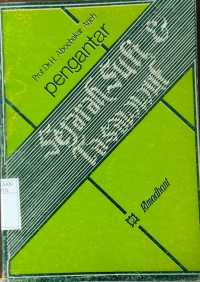 Prof. Dr. H. Aboebakar Atjeh
pengantar
Sejarah Sufi &
Tasawwuf
Ramadhani